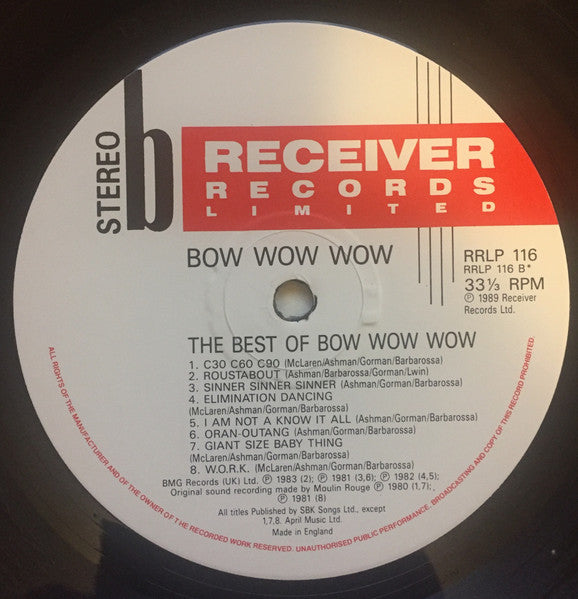 STEREO
b
RECEIVER
RECORDS
LIMITED
BOW WOW WOW
RRLP 116
RRLP 116 B*
33⅓ RPM
℗ 1989 Receiver
Records Ltd.
THE BEST OF BOW WOW WOW
1. C30 C60 C90 (McLaren/Ashman/Gorman/Barbarossa)
2. ROUSTABOUT (Ashman/Barbarossa/Gorman/Lwin)
3. SINNER SINNER SINNER (Ashman/Gorman/Barbarossa)
4. ELIMINATION DANCING
(McLaren/Ashman/Gorman/Barbarossa)
5. I AM NOT A KNOW IT ALL (Ashman/Gorman/Barbarossa)
6. ORAN-OUTANG (Ashman/Gorman/Barbarossa)
7. GIANT SIZE BABY THING
(McLaren/Ashman/Gorman/Barbarossa)
8. W.O.R.K. (McLaren/Ashman/Gorman/Barbarossa)
BMG Records (UK) Ltd. ℗ 1983 (2); ℗ 1981 (3,6); ℗ 1982 (4,5);
Original sound recording made by Moulin Rouge ℗ 1980 (1,7);
℗ 1981 (8)
All titles Published by SBK Songs Ltd., except
1,7,8. April Music Ltd.
Made in England
ALL RIGHTS OF THE MANUFACTURER AND OF THE OWNER OF THE RECORDED WORK RESERVED. UNAUTHORISED PUBLIC PERFORMANCE, BROADCASTING AND COPY OF THIS RECORD PROHIBITED.